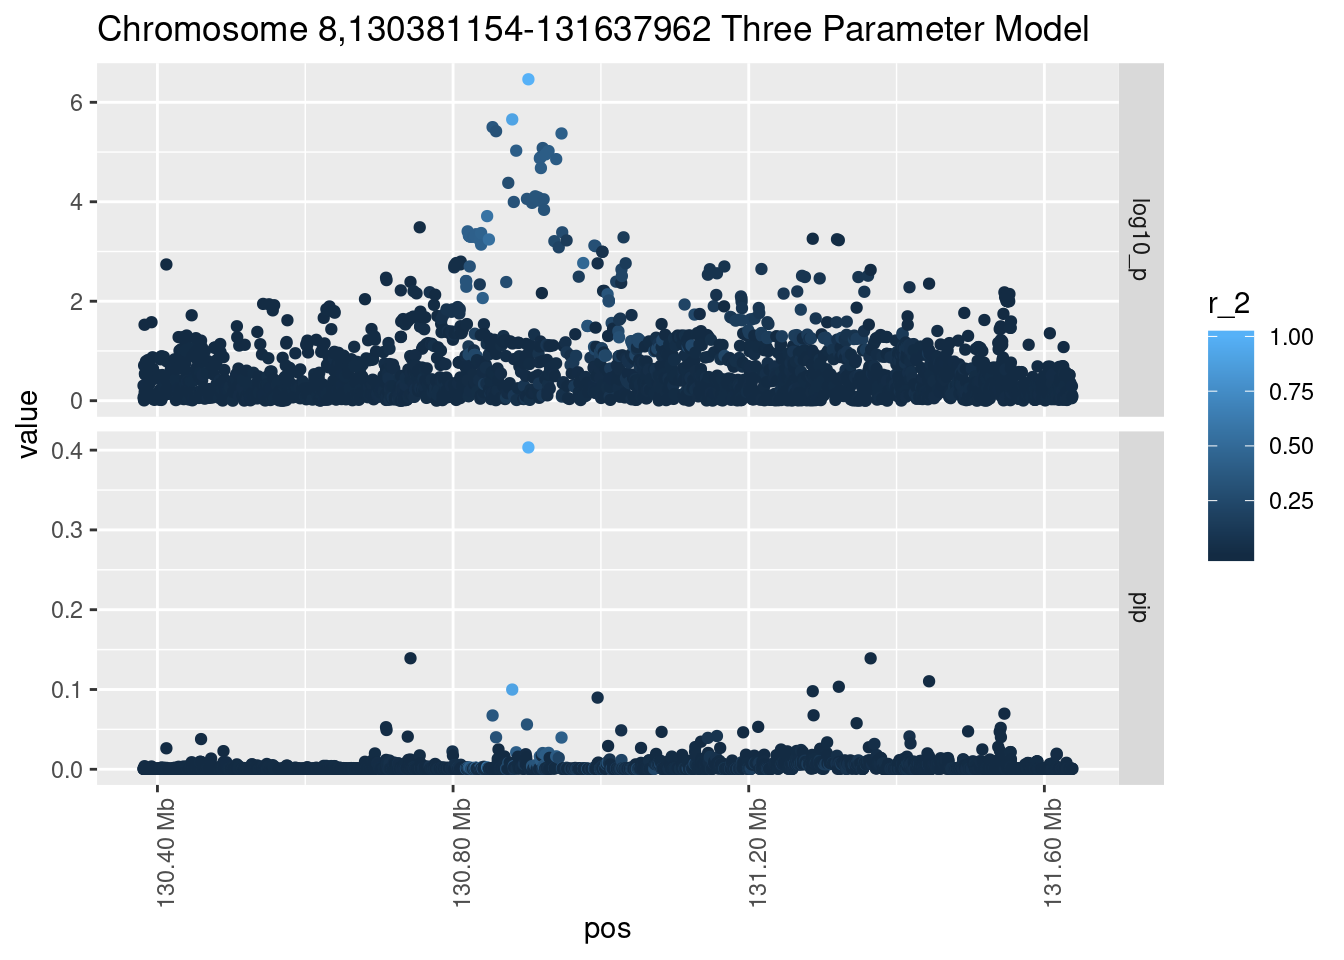 Chromosome 8,130381154-131637962 Three Parameter Model
6
4
2
0
log10_p
0.4
0.3
0.2
0.1
0.0
pip
value
130.40 Mb
130.80 Mb
131.20 Mb
131.60 Mb
pos
r_2
1.00
0.75
0.50
0.25